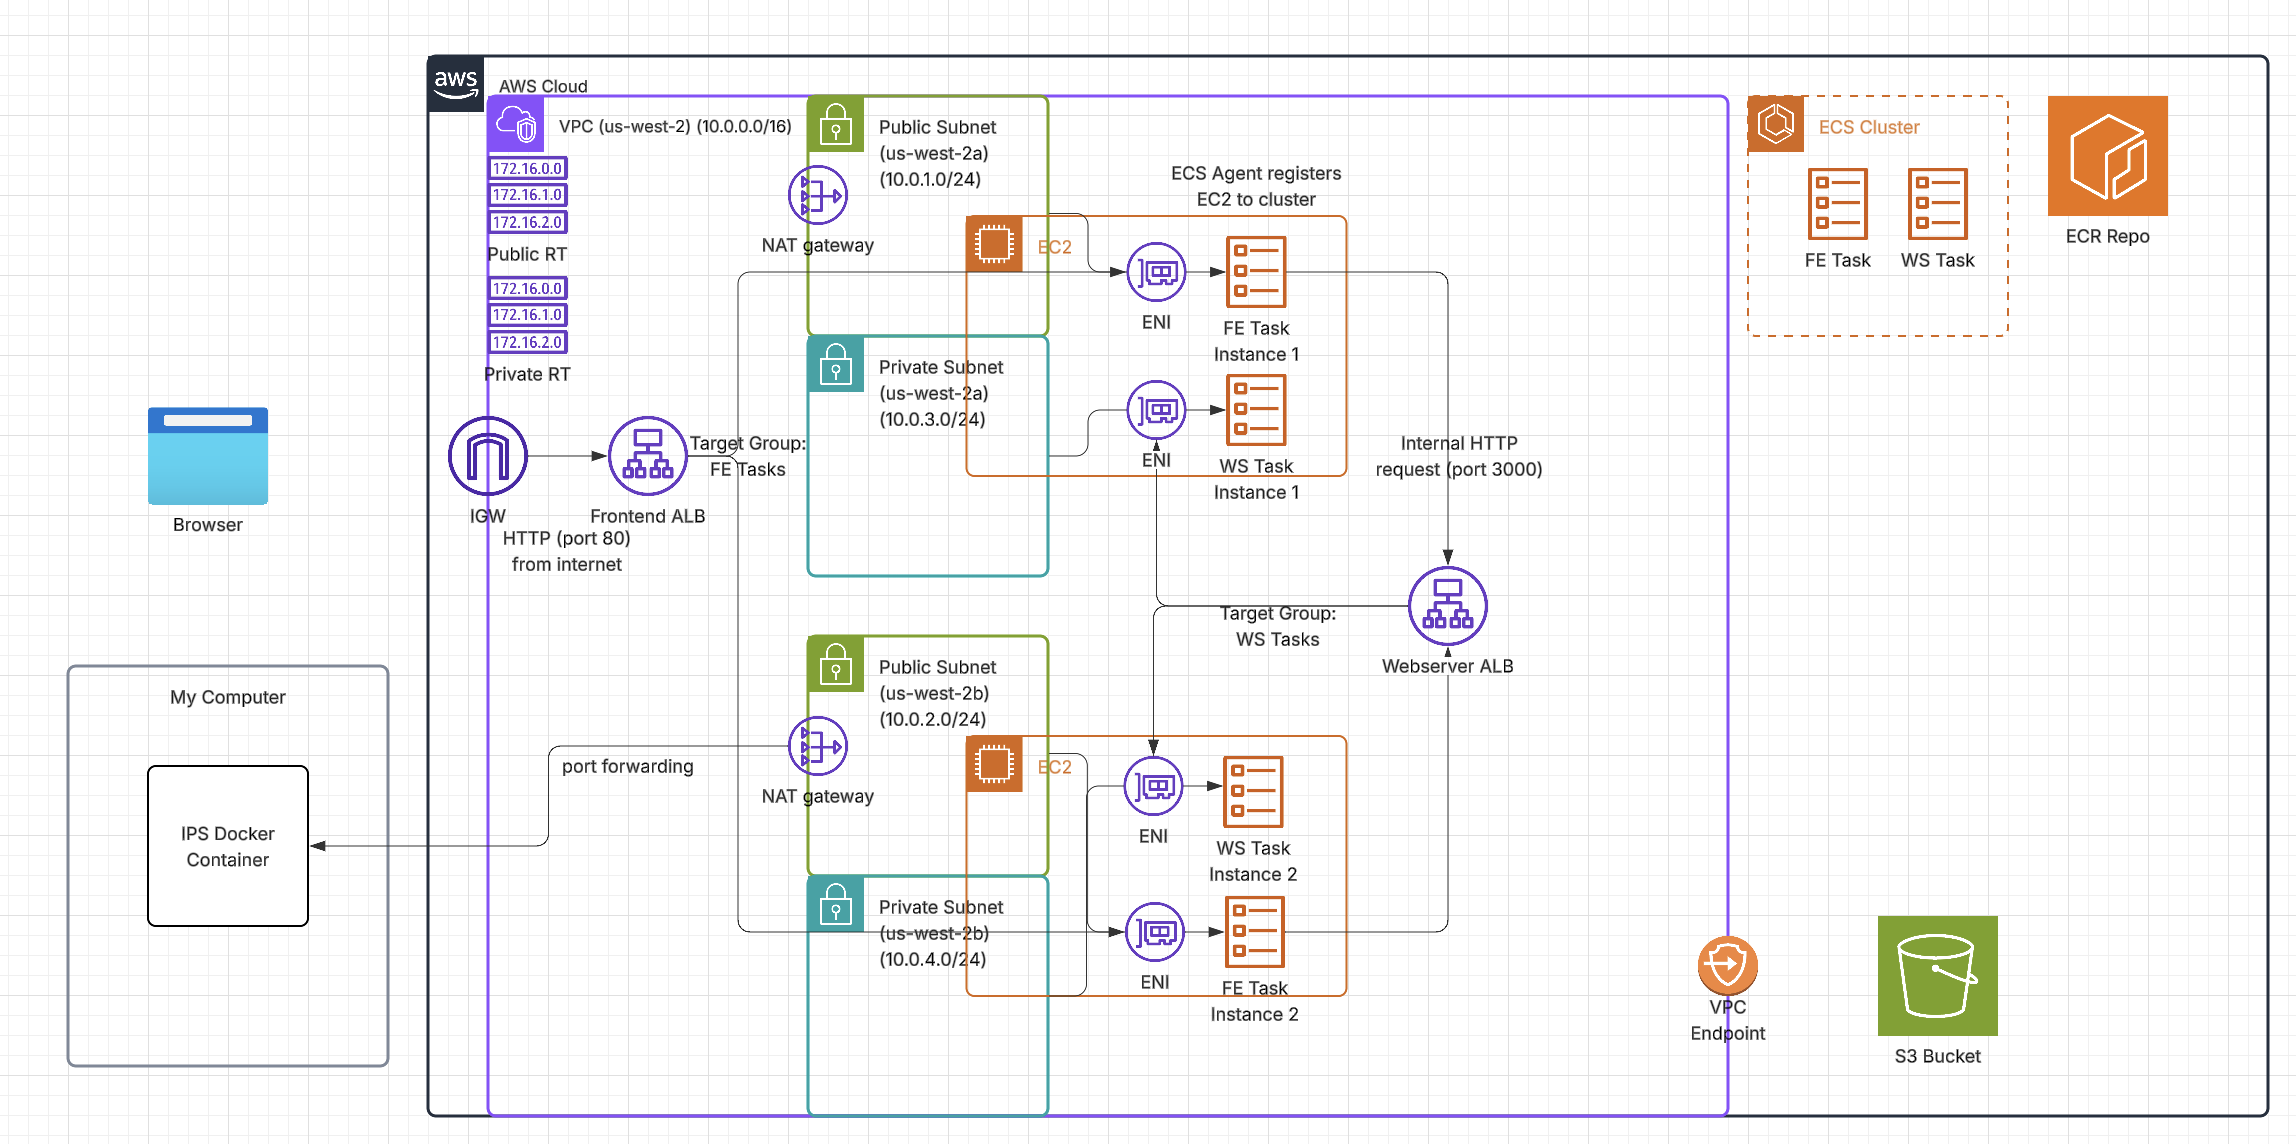 aws
AWS Cloud
VPC (us-west-2) (10.0.0.0/16)
172.16.0.0
172.16.1.0
172.16.2.0
Public RT
172.16.0.0
172.16.1.0
172.16.2.0
Private RT
Public Subnet
(us-west-2a)
(10.0.1.0/24)
NAT gateway
ECS Agent registers
EC2 to cluster
EC2
ENI
FE Task
Instance 1
Private Subnet
(us-west-2a)
(10.0.3.0/24)
ENI
WS Task
Instance 1
ECS Cluster
FE Task
WS Task
ECR Repo
Browser
IGW
HTTP (port 80)
from internet
Frontend ALB
Target Group:
FE Tasks
Internal HTTP
request (port 3000)
Target Group:
WS Tasks
Webserver ALB
My Computer
IPS Docker
Container
port forwarding
Public Subnet
(us-west-2b)
(10.0.2.0/24)
NAT gateway
EC2
ENI
WS Task
Instance 2
Private Subnet
(us-west-2b)
(10.0.4.0/24)
ENI
FE Task
Instance 2
VPC
Endpoint
S3 Bucket